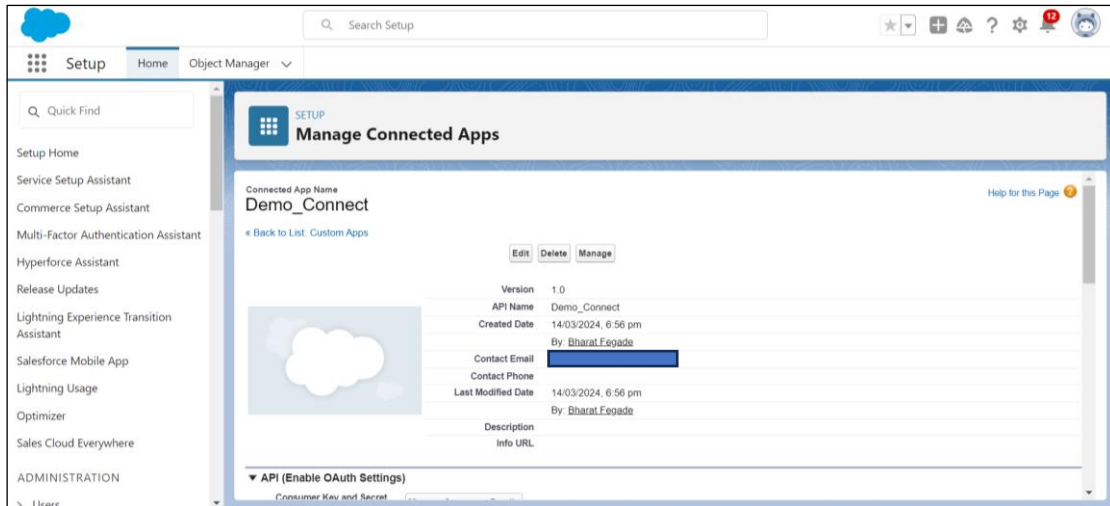 Search Setup
12
Setup Home Object Manager
Quick Find
Setup Home
Service Setup Assistant
Commerce Setup Assistant
Multi-Factor Authentication Assistant
Hyperforce Assistant
Release Updates
Lightning Experience Transition
Assistant
Salesforce Mobile App
Lightning Usage
Optimizer
Sales Cloud Everywhere
ADMINISTRATION
Users
SETUP
Manage Connected Apps
Connected App Name
Demo_Connect
Help for this Page ?
« Back to List: Custom Apps
Edit Delete Manage
Version 1.0
API Name Demo_Connect
Created Date 14/03/2024, 6:56 pm
By: Bharat Fegade
Contact Email
Contact Phone
Last Modified Date 14/03/2024, 6:56 pm
By: Bharat Fegade
Description
Info URL
API (Enable OAuth Settings)
Consumer Key and Secret